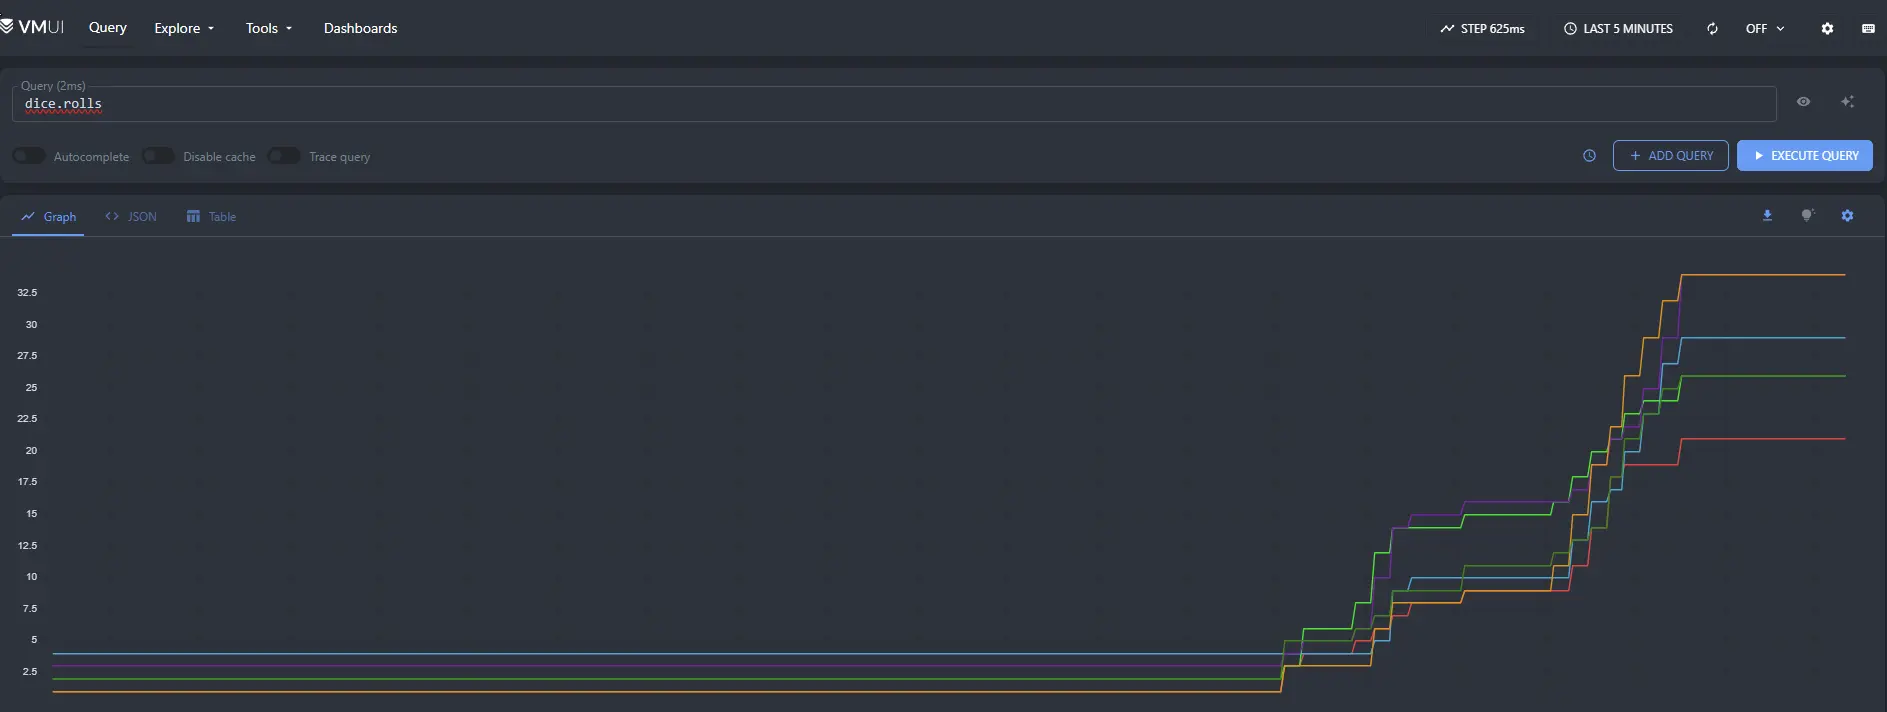 VMUI Query Explore Tools Dashboards STEP 625ms LAST 5 MINUTES OFF
Query (2ms)
dice.rolls
Autocomplete Disable cache Trace query ADD QUERY EXECUTE QUERY
Graph JSON Table
32.5
30
27.5
25
22.5
20
17.5
15
12.5
10
7.5
5
2.5